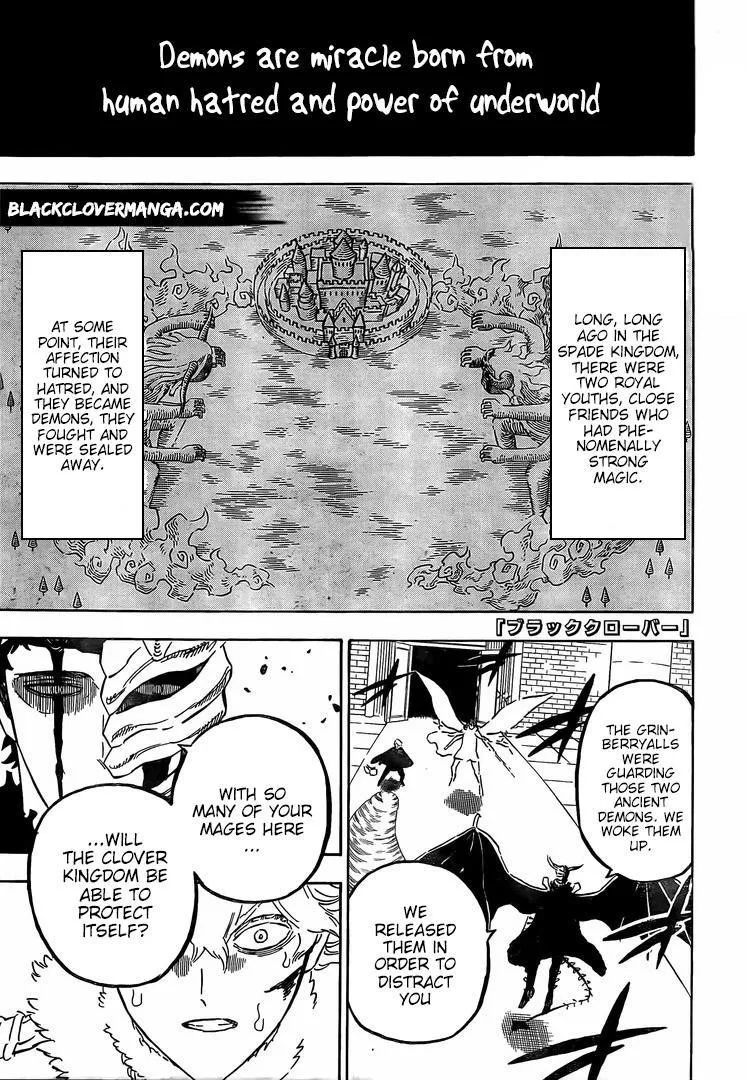 Demons are miracle born from
human hatred and power of underworld
BLACKCLOVERMANGA.COM
LONG, LONG
AGO IN THE
SPADE KINGDOM,
THERE WERE
TWO ROYAL
YOUTHS, CLOSE
FRIENDS WHO
HAD PHE-
NOMENALLY
STRONG
MAGIC.
AT SOME
POINT, THEIR
AFFECTION
TURNED TO
HATRED, AND
THEY BECAME
DEMONS, THEY
FOUGHT AND
WERE SEALED
AWAY.
『ブラッククローバー』
THE GRIN-
BERRYALLS
WERE
GUARDING
THOSE TWO
ANCIENT
DEMONS. WE
WOKE THEM
UP.
WE
RELEASED
THEM IN
ORDER TO
DISTRACT
YOU
WITH SO
MANY OF YOUR
MAGES HERE
...
...WILL
THE CLOVER
KINGDOM BE
ABLE TO
PROTECT
ITSELF?